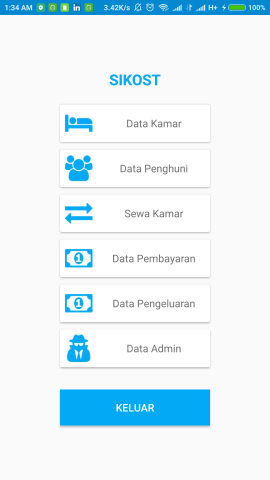 1:34 AM 3.42K/s H+ 100%
SIKOST
Data Kamar
Data Penghuni
Sewa Kamar
Data Pembayaran
Data Pengeluaran
Data Admin
KELUAR